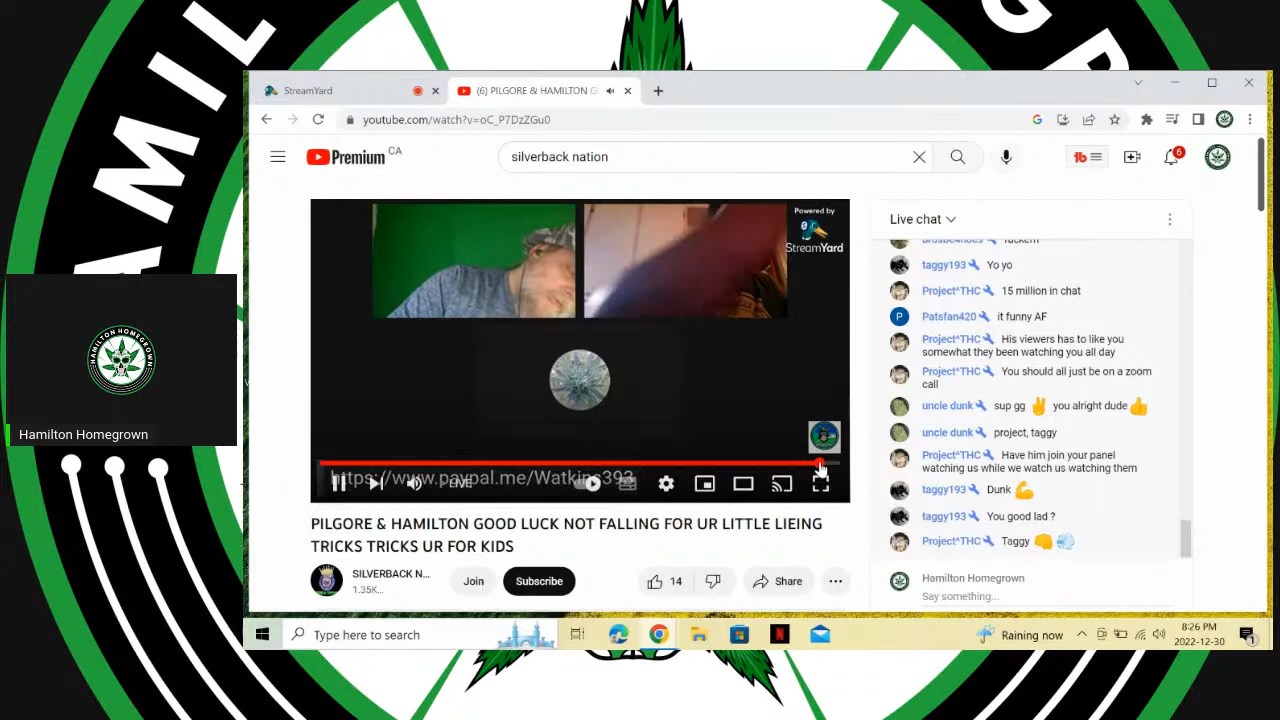 AMIL
GR
StreamYard
(6) PILGORE & HAMILTON G
youtube.com/watch?v=oC_P7DzZGu0
Premium CA
silverback nation
6
Powered by
StreamYard
https://www.paypal.me/Watkins393
LIVE
Live chat
taggy193 Yo yo
Project^THC 15 million in chat
P Patsfan420 it funny AF
Project^THC His viewers has to like you
somewhat they been watching you all day
Project^THC You should all just be on a zoom
call
uncle dunk sup gg ✌ you alright dude 👍
uncle dunk project, taggy
Project^THC Have him join your panel
watching us while we watch us watching them
taggy193 Dunk 💪
taggy193 You good lad ?
Project^THC Taggy 👊 💨
Hamilton Homegrown
Say something...
PILGORE & HAMILTON GOOD LUCK NOT FALLING FOR UR LITTLE LIEING
TRICKS TRICKS UR FOR KIDS
SILVERBACK N...
1.35K...
Join
Subscribe
14
Share
HAMILTON HOMEGROWN
Hamilton Homegrown
Type here to search
Raining now
8:26 PM
2022-12-30
1